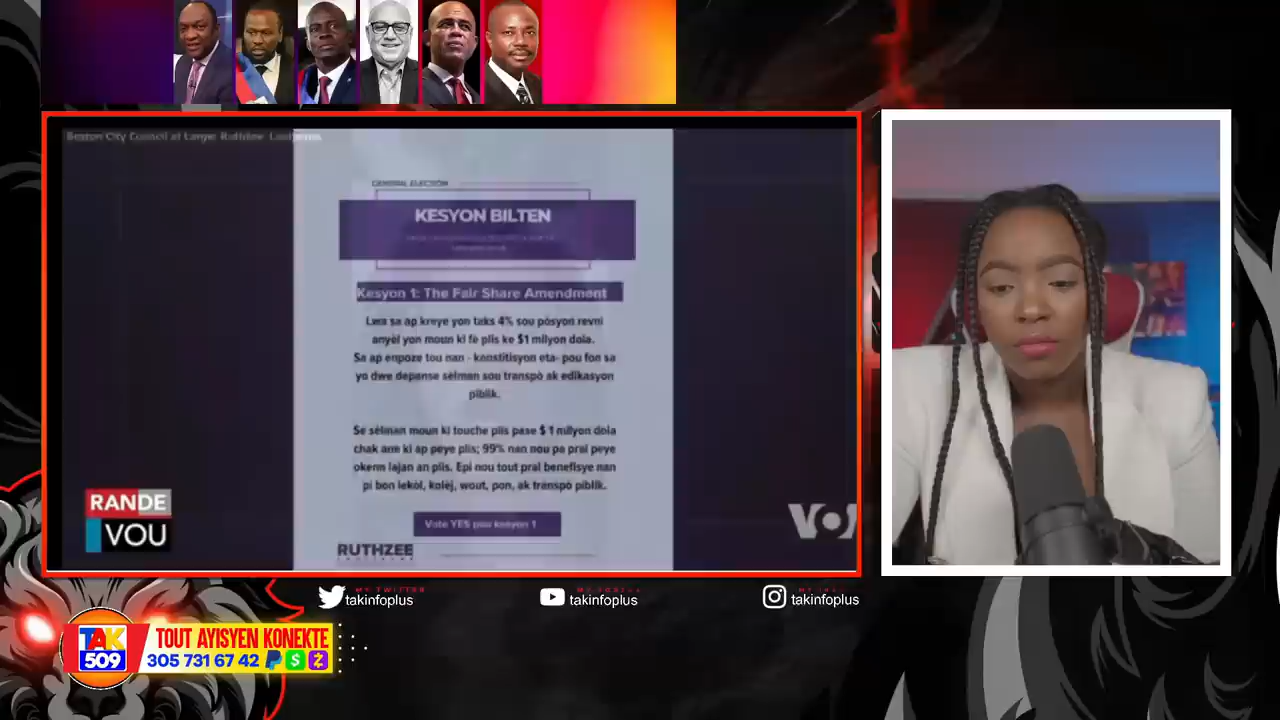 Boston City Council at Large: Ruthzee Louijeune
GENERAL ELECTION
KESYON BILTEN
Kesyon 1: The Fair Share Amendment
Lwa sa ap kreye yon taks 4% sou pòsyon revni
anyèl yon moun ki fè plis ke $1 milyon dola.
Sa ap enpoze tou nan - konstitisyon eta- pou fon sa
yo dwe depanse sèlman sou transpò ak edikasyon
piblik.
Se sèlman moun ki touche plis pase $ 1 milyon dola
chak ane ki ap peye plis; 99% nan nou pa pral peye
okenn lajan an plis. Epi nou tout pral benefisye nan
pi bon lekòl, kolèj, wout, pon, ak transpò piblik.
Vote YES pou kesyon 1
RUTHZEE
RANDE
VOU
VOA
MY TWITTER
takinfoplus
takinfoplus
takinfoplus
TAK
509
TOUT AYISYEN KONEKTE
305 731 67 42